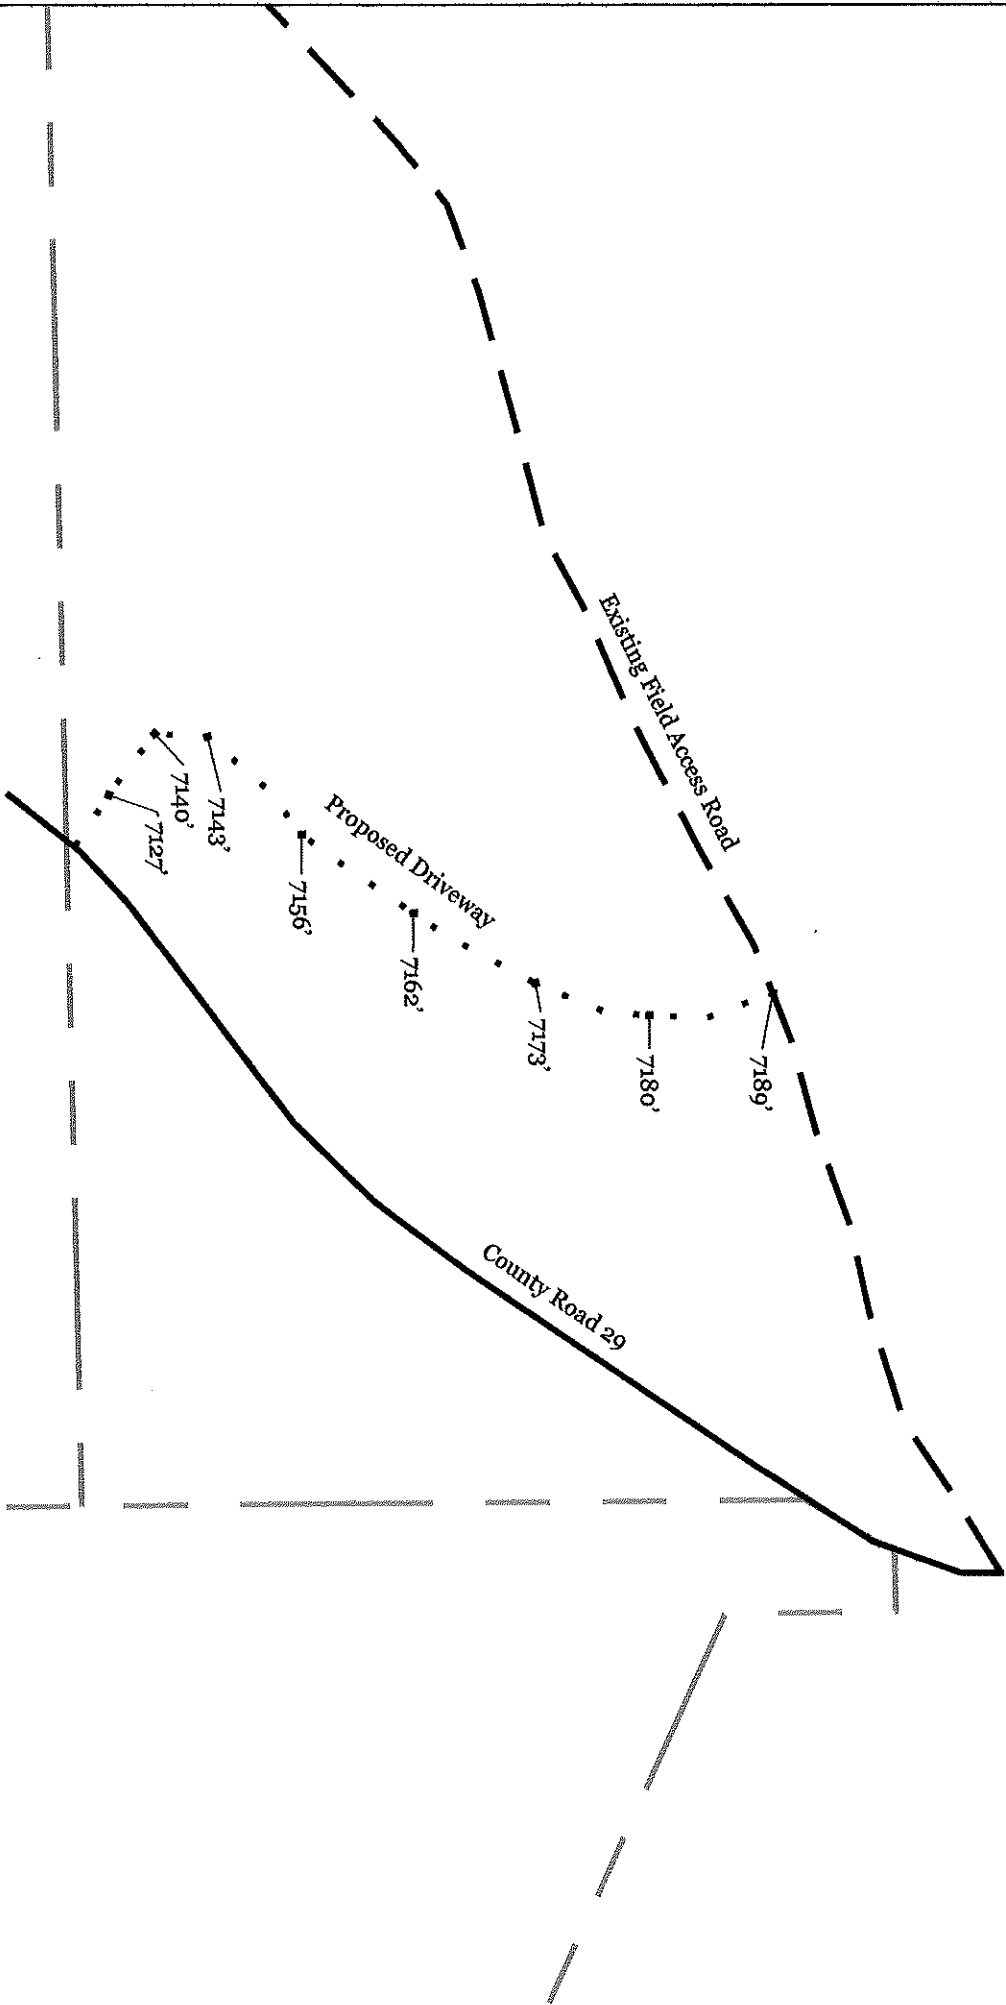 Existing Field Access Road
Proposed Driveway
7140'
7143'
7127'
7156'
7162'
7173'
7180'
7189'
County Road 29